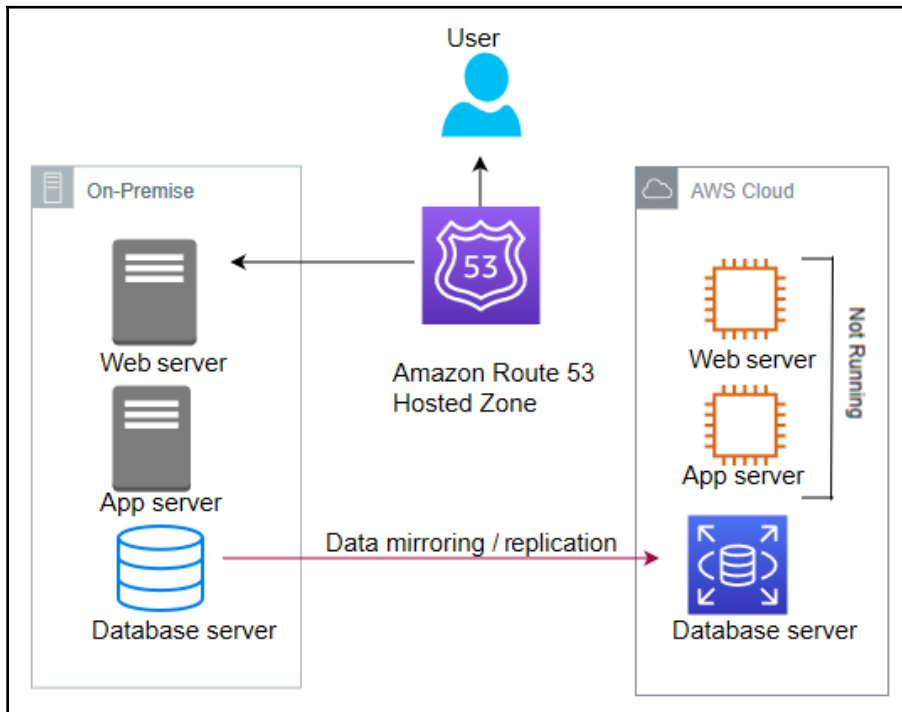 User
On-Premise
AWS Cloud
53
Web server
Amazon Route 53
Hosted Zone
Web server
Not Running
App server
App server
Data mirroring / replication
Database server
Database server